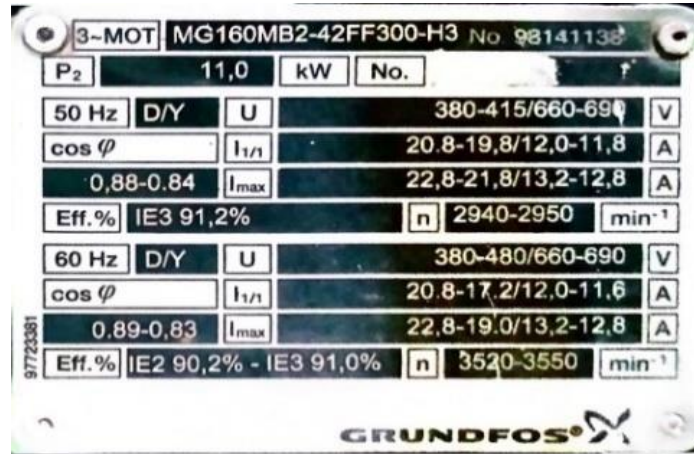 3~MOT MG160MB2-42FF300-H3 No. 98141138
P2 11,0 kW No.
50 Hz D/Y U 380-415/660-690 V
cos φ I1/1 20.8-19,8/12,0-11,8 A
0,88-0.84 Imax 22,8-21,8/13,2-12,8 A
Eff.% IE3 91,2% n 2940-2950 min-1
60 Hz D/Y U 380-480/660-690 V
cos φ I1/1 20.8-17.2/12,0-11,6 A
0.89-0,83 Imax 22,8-19.0/13,2-12,8 A
Eff.% IE2 90,2% - IE3 91,0% n 3520-3550 min-1
97723381
GRUNDFOS